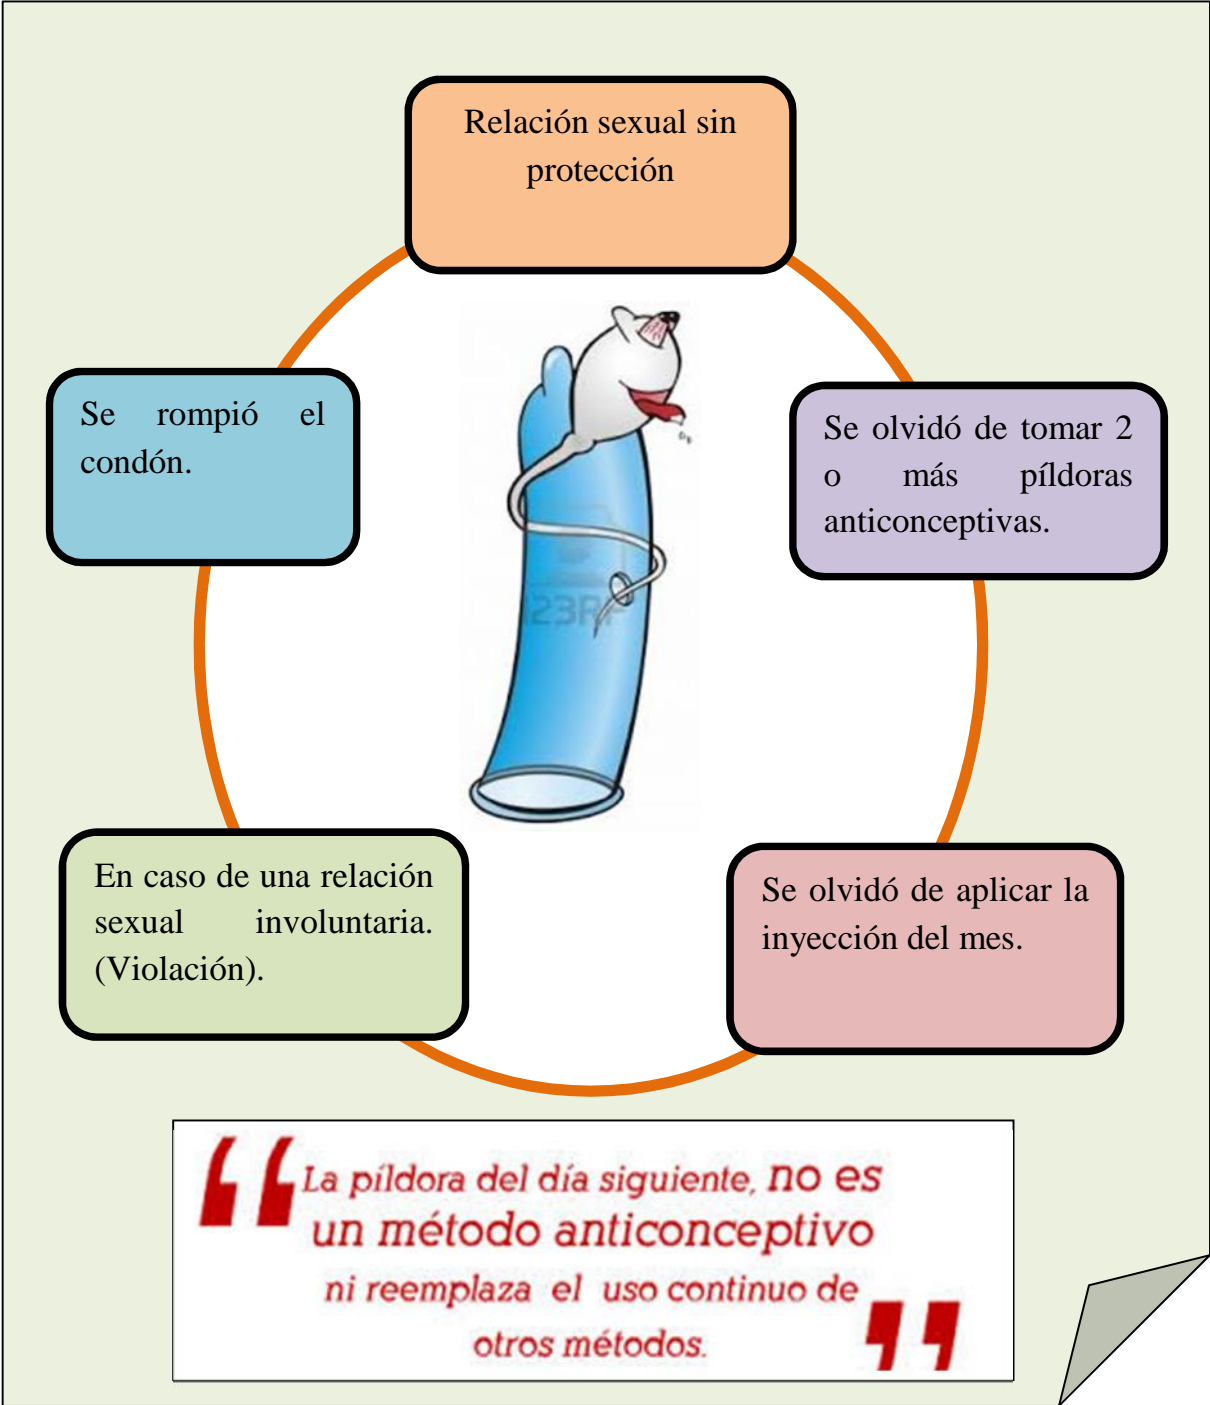 Relación sexual sin
protección
Se rompió el
condón.
Se olvidó de tomar 2
o más píldoras
anticonceptivas.
123RF
En caso de una relación
sexual involuntaria.
(Violación).
Se olvidó de aplicar la
inyección del mes.
“La píldora del día siguiente, no es
un método anticonceptivo
ni reemplaza el uso continuo de
otros métodos.”